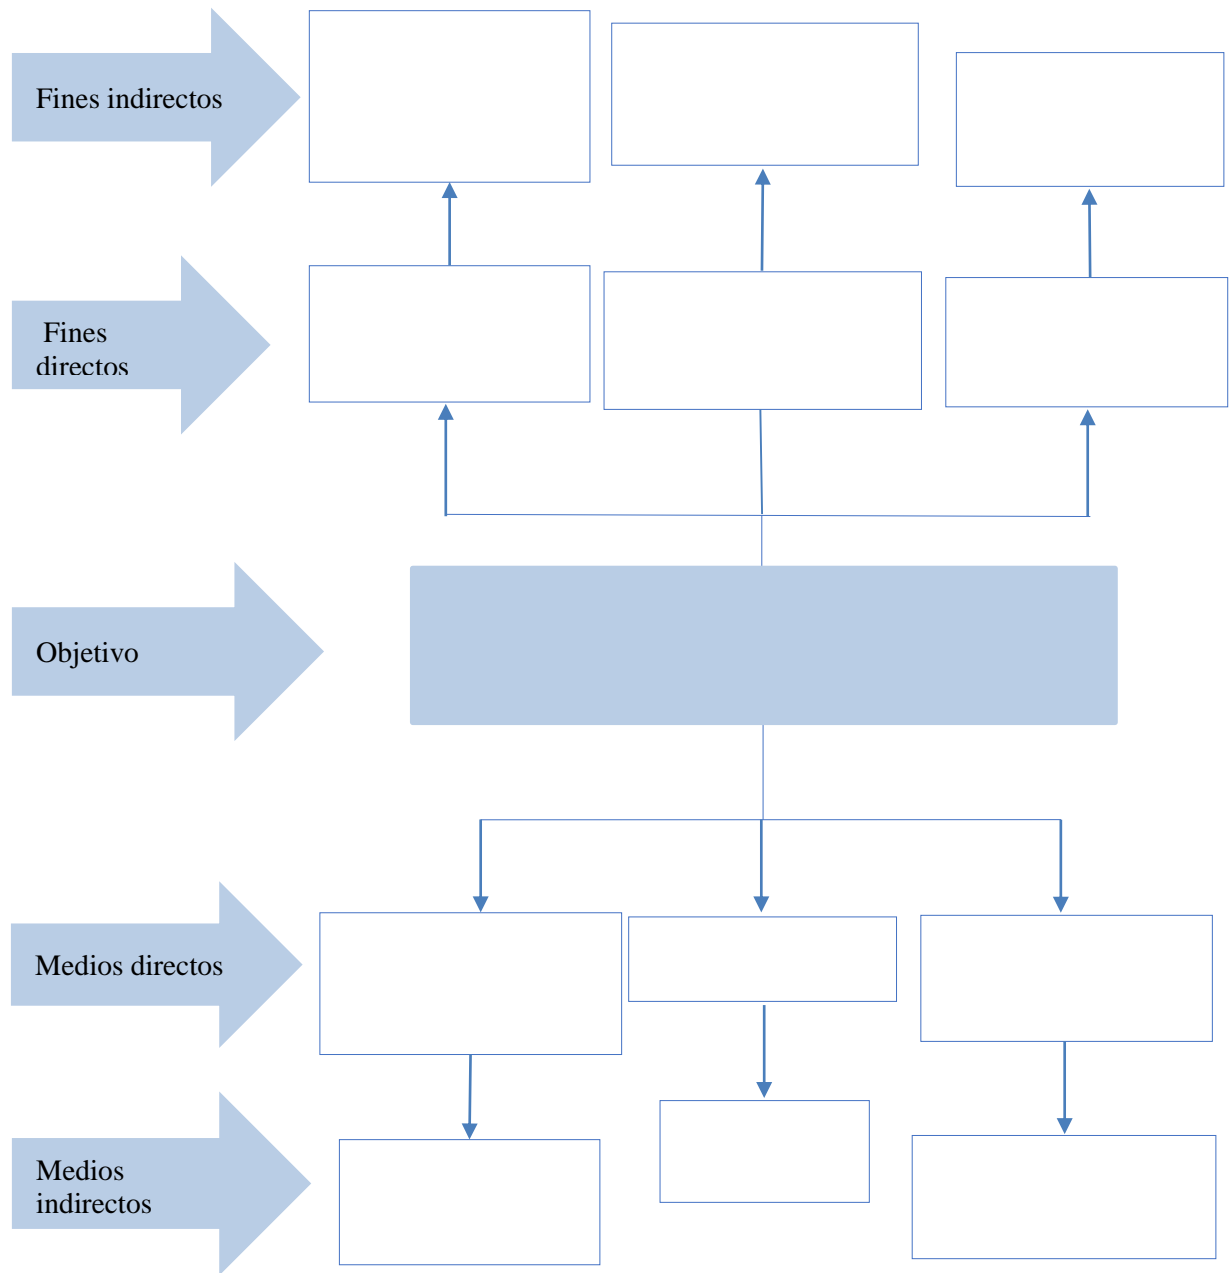 Fines indirectos
Fines
directos
Objetivo
Medios directos
Medios
indirectos